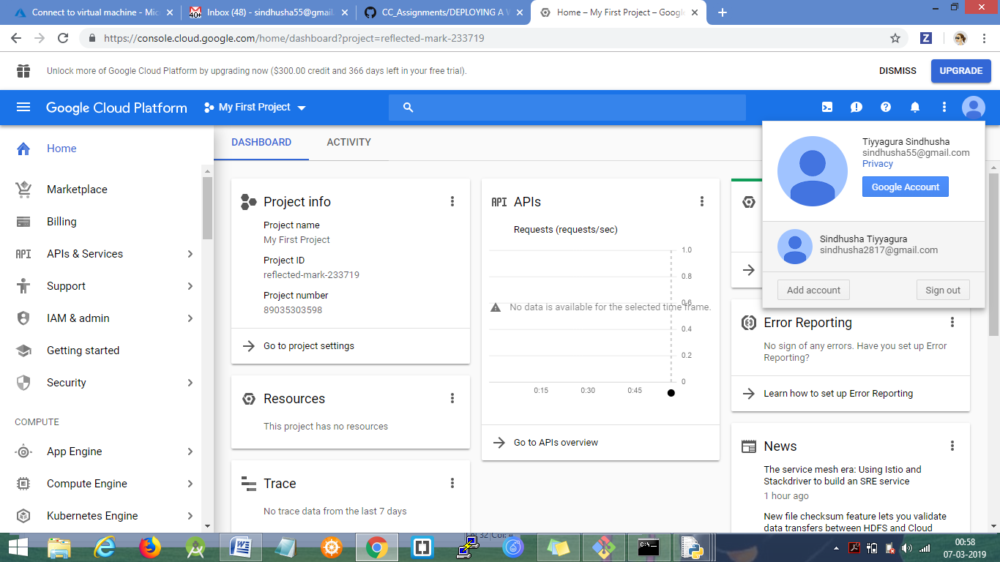 Connect to virtual machine - Mic
Inbox (48) - sindhusha55@gmail.
CC_Assignments/DEPLOYING A W
Home – My First Project – Google
https://console.cloud.google.com/home/dashboard?project=reflected-mark-233719
Unlock more of Google Cloud Platform by upgrading now ($300.00 credit and 366 days left in your free trial).
DISMISS
UPGRADE
Google Cloud Platform
My First Project
Home
Marketplace
Billing
API
APIs & Services
Support
IAM & admin
Getting started
Security
COMPUTE
App Engine
Compute Engine
Kubernetes Engine
DASHBOARD
ACTIVITY
Project info
Project name
My First Project
Project ID
reflected-mark-233719
Project number
89035303598
Go to project settings
Resources
This project has no resources
Trace
No trace data from the last 7 days
API APIs
Requests (requests/sec)
1.0
0.8
0.6
No data is available for the selected time frame.
0.4
0.2
0
0:15
0:30
0:45
Go to APIs overview
Tiyyagura Sindhusha
sindhusha55@gmail.com
Privacy
Google Account
Sindhusha Tiyyagura
sindhusha2817@gmail.com
Add account
Sign out
Error Reporting
No sign of any errors. Have you set up Error
Reporting?
Learn how to set up Error Reporting
News
The service mesh era: Using Istio and
Stackdriver to build an SRE service
1 hour ago
New file checksum feature lets you validate
data transfers between HDFS and Cloud
00:58
07-03-2019